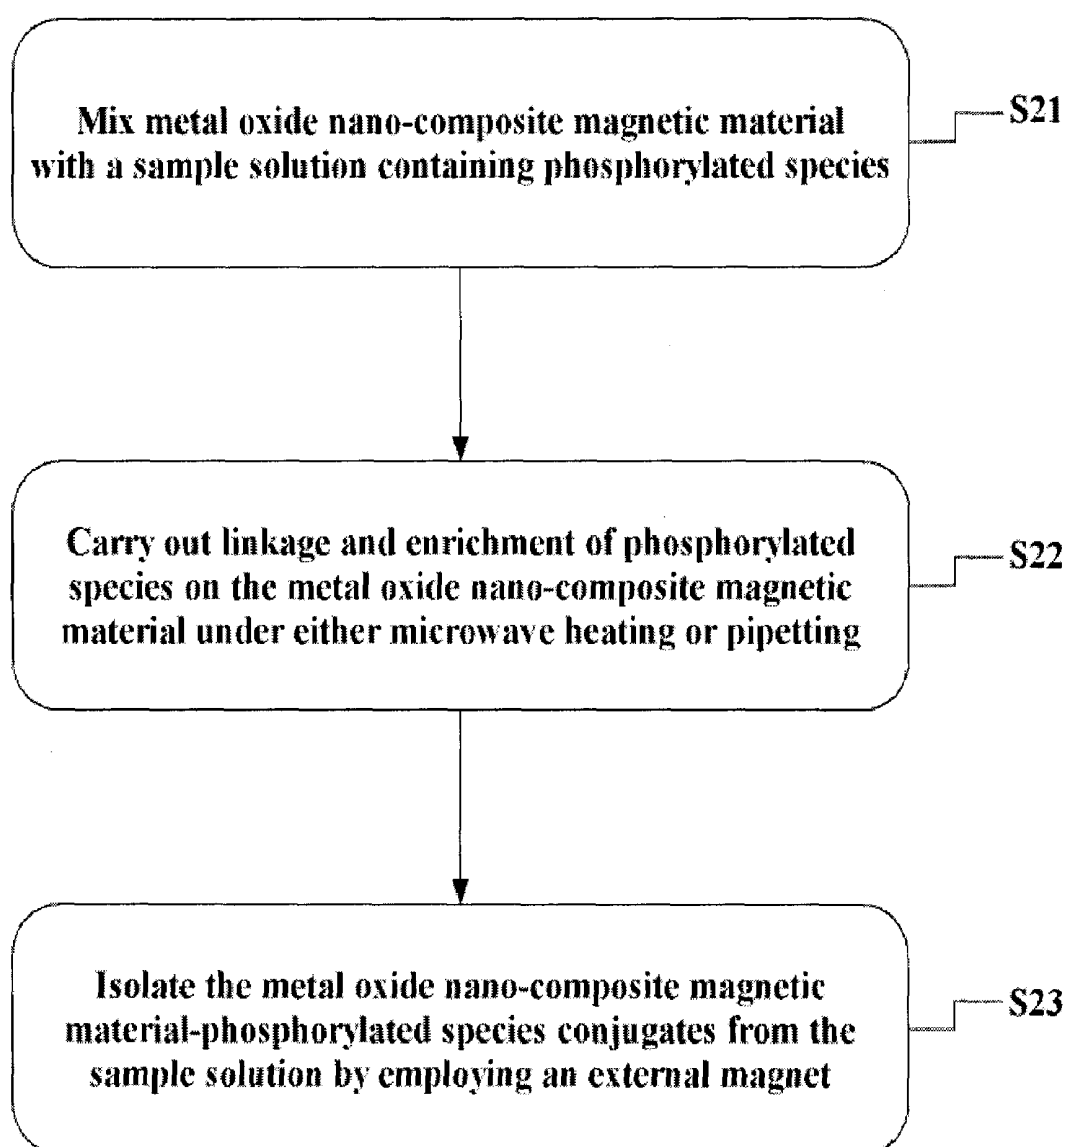 Mix metal oxide nano-composite magnetic material
with a sample solution containing phosphorylated species
S21
Carry out linkage and enrichment of phosphorylated
species on the metal oxide nano-composite magnetic
material under either microwave heating or pipetting
S22
Isolate the metal oxide nano-composite magnetic
material-phosphorylated species conjugates from the
sample solution by employing an external magnet
S23